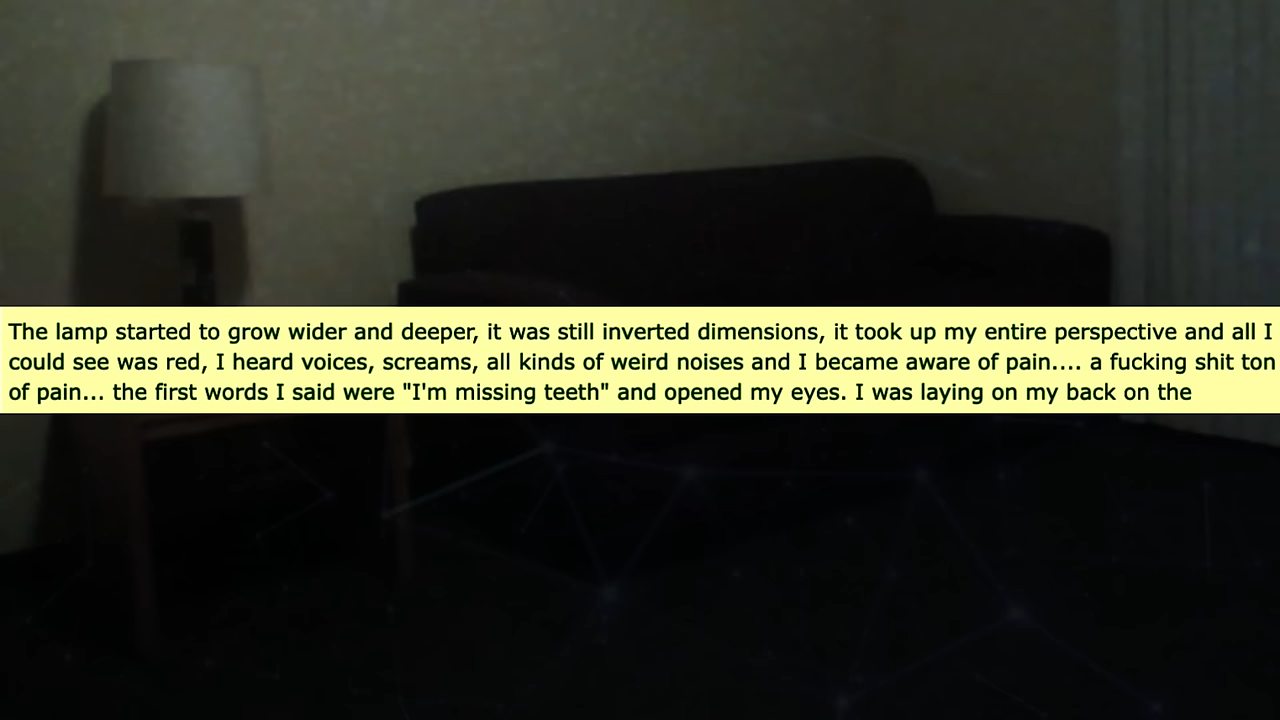 The lamp started to grow wider and deeper, it was still inverted dimensions, it took up my entire perspective and all I
could see was red, I heard voices, screams, all kinds of weird noises and I became aware of pain.... a fucking shit ton
of pain... the first words I said were "I'm missing teeth" and opened my eyes. I was laying on my back on the